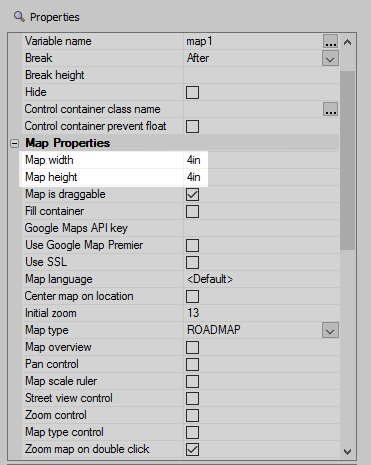 Properties
Variable name map1 ...
Break After
Break height
Hide
Control container class name ...
Control container prevent float
Map Properties
Map width 4in
Map height 4in
Map is draggable
Fill container
Google Maps API key
Use Google Map Premier
Use SSL
Map language <Default>
Center map on location
Initial zoom 13
Map type ROADMAP
Map overview
Pan control
Map scale ruler
Street view control
Zoom control
Map type control
Zoom map on double click